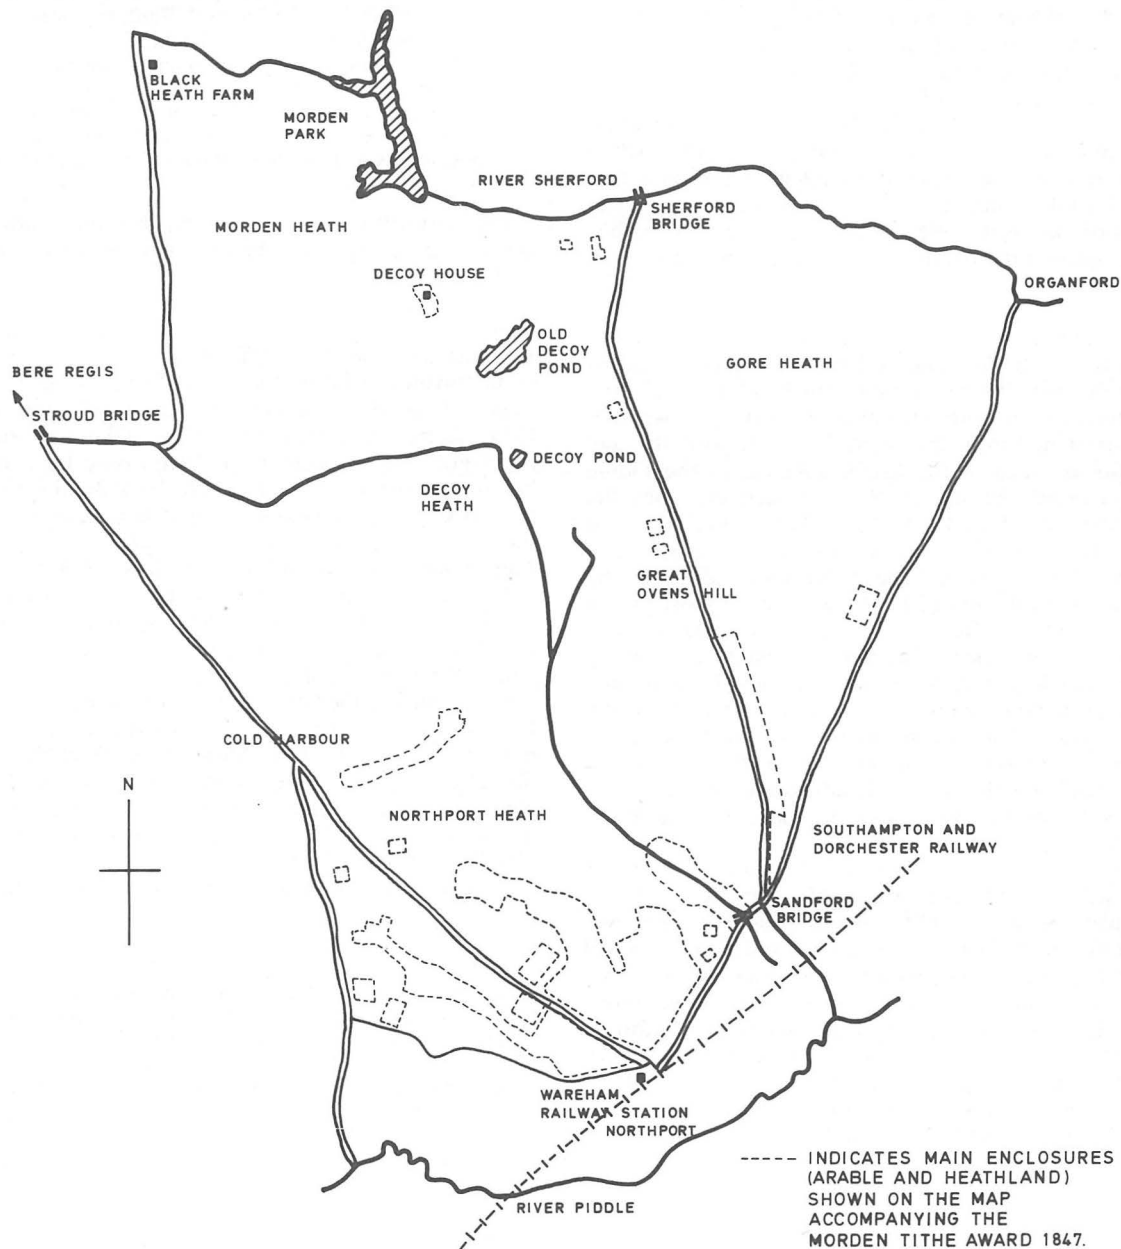 BLACK
HEATH FARM
MORDEN
PARK
RIVER SHERFORD
SHERFORD
BRIDGE
MORDEN HEATH
DECOY HOUSE
ORGANFORD
OLD
DECOY
POND
GORE HEATH
BERE REGIS
STROUD BRIDGE
DECOY POND
DECOY
HEATH
GREAT
OVENS HILL
COLD HARBOUR
N
NORTHPORT HEATH
SOUTHAMPTON AND
DORCHESTER RAILWAY
SANDFORD
BRIDGE
WAREHAM
RAILWAY STATION
NORTHPORT
RIVER PIDDLE
INDICATES MAIN ENCLOSURES
(ARABLE AND HEATHLAND)
SHOWN ON THE MAP
ACCOMPANYING THE
MORDEN TITHE AWARD 1847.